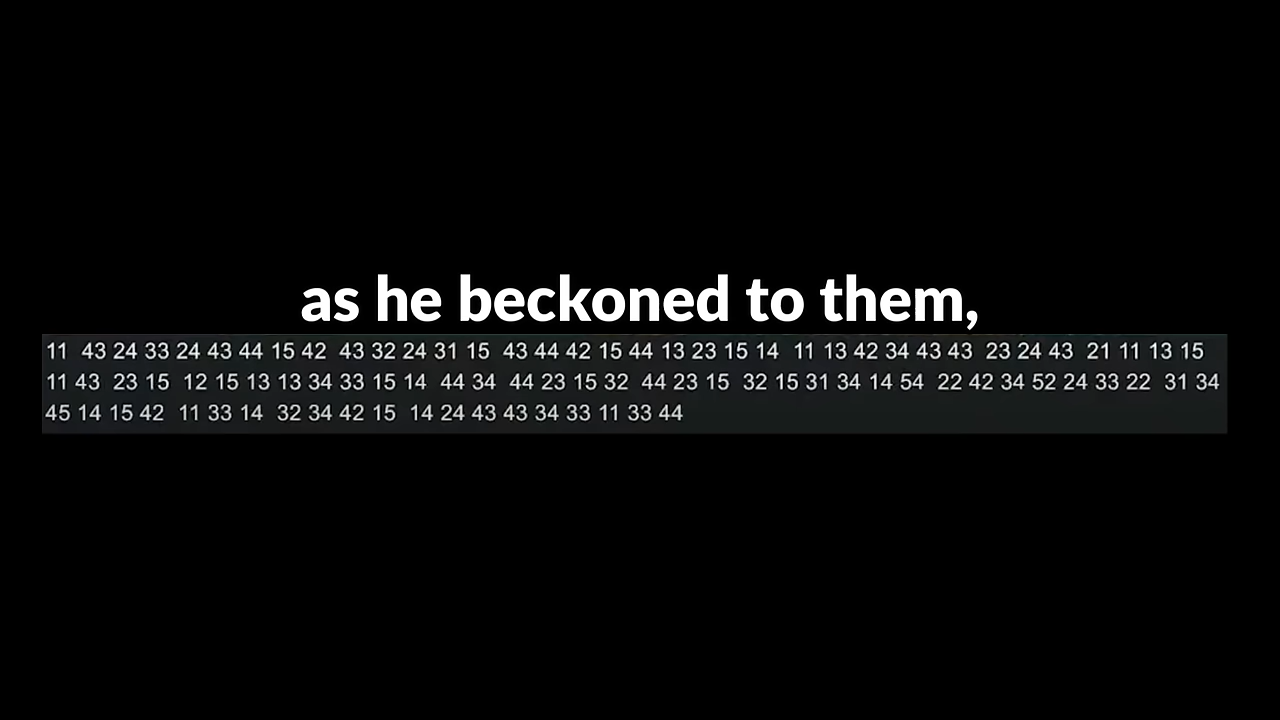 as he beckoned to them,
11 43 24 33 24 43 44 15 42 43 32 24 31 15 43 44 42 15 44 13 23 15 14 11 13 42 34 43 43 23 24 43 21 11 13 15
11 43 23 15 12 15 13 13 34 33 15 14 44 34 44 23 15 32 44 23 15 32 15 31 34 14 54 22 42 34 52 24 33 22 31 34
45 14 15 42 11 33 14 32 34 42 15 14 24 43 43 34 33 11 33 44